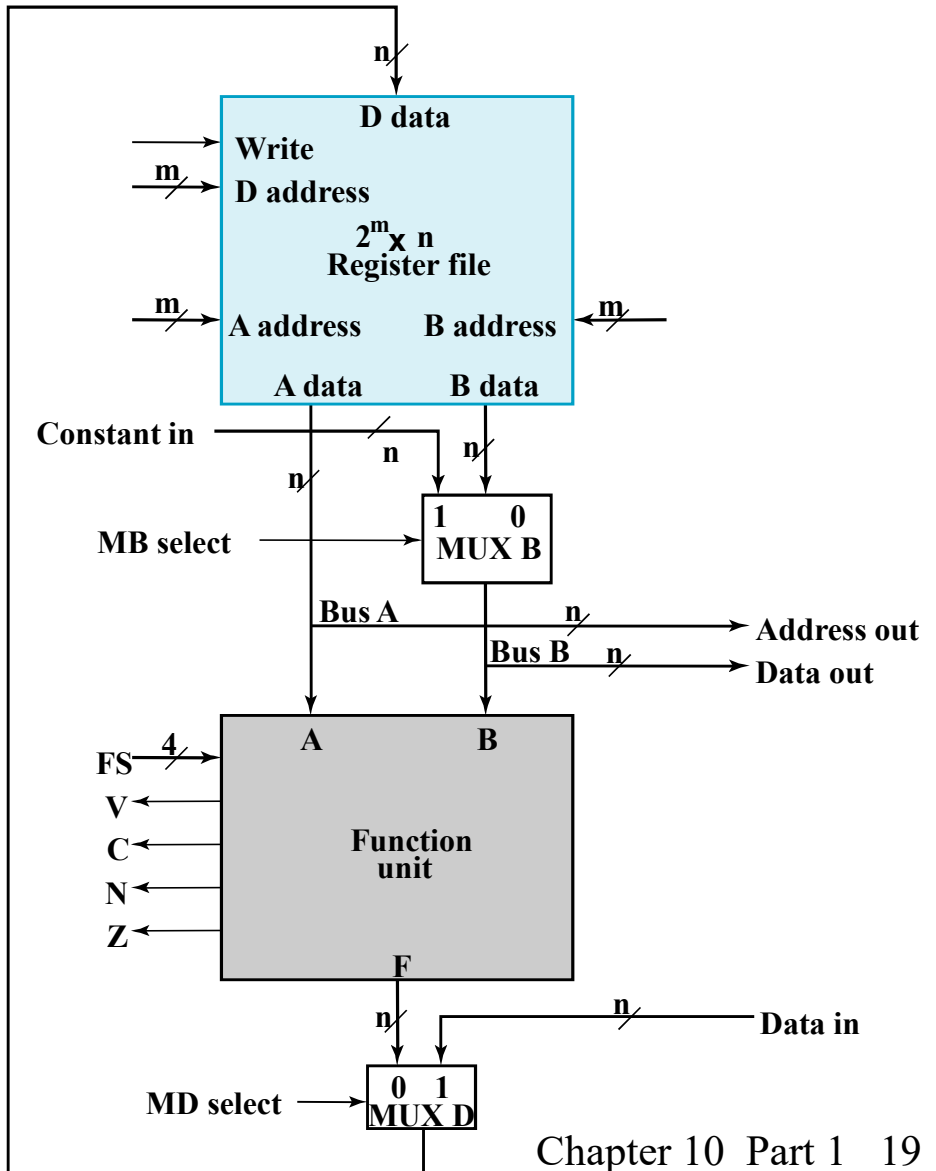 n
D data
Write
m
D address
2^m x n
Register file
m
m
A address
B address
A data
B data
Constant in
n
n
n
1 0
MB select
MUX B
Bus A
n
Address out
Bus B
n
Data out
A
B
4
FS
V
C
Function
unit
N
Z
F
n
n
Data in
0 1
MD select
MUX D
Chapter 10 Part 1 19